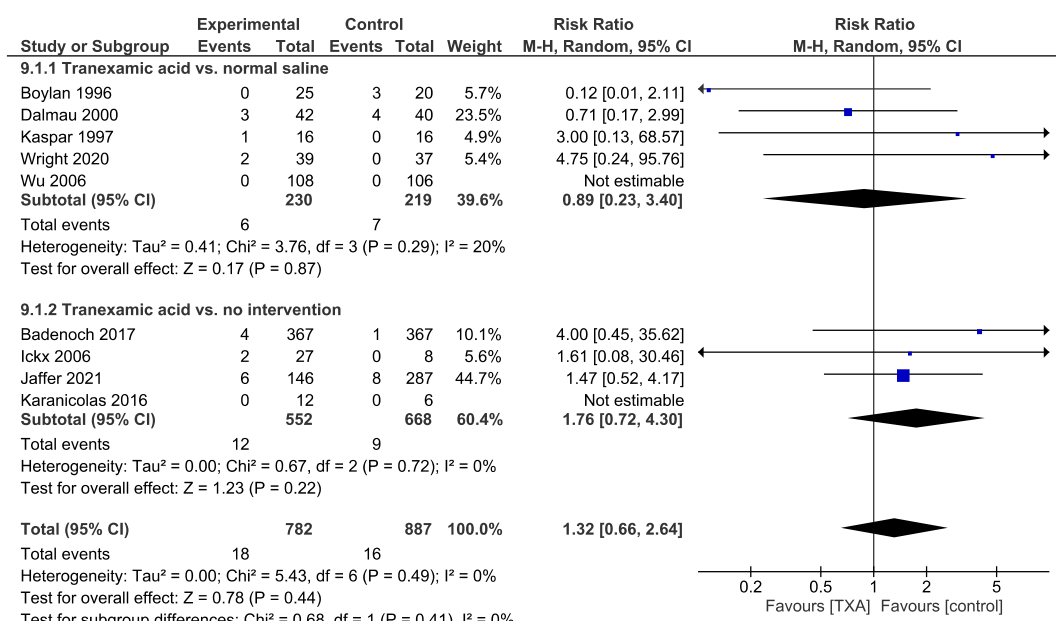 Experimental Control Risk Ratio Risk Ratio
Study or Subgroup Events Total Events Total Weight M-H, Random, 95% CI M-H, Random, 95% CI
9.1.1 Tranexamic acid vs. normal saline
Boylan 1996 0 25 3 20 5.7% 0.12 [0.01, 2.11]
Dalmau 2000 3 42 4 40 23.5% 0.71 [0.17, 2.99]
Kaspar 1997 1 16 0 16 4.9% 3.00 [0.13, 68.57]
Wright 2020 2 39 0 37 5.4% 4.75 [0.24, 95.76]
Wu 2006 0 108 0 106 Not estimable
Subtotal (95% CI) 230 219 39.6% 0.89 [0.23, 3.40]
Total events 6 7
Heterogeneity: Tau² = 0.41; Chi² = 3.76, df = 3 (P = 0.29); I² = 20%
Test for overall effect: Z = 0.17 (P = 0.87)
9.1.2 Tranexamic acid vs. no intervention
Badenoch 2017 4 367 1 367 10.1% 4.00 [0.45, 35.62]
Ickx 2006 2 27 0 8 5.6% 1.61 [0.08, 30.46]
Jaffer 2021 6 146 8 287 44.7% 1.47 [0.52, 4.17]
Karanicolas 2016 0 12 0 6 Not estimable
Subtotal (95% CI) 552 668 60.4% 1.76 [0.72, 4.30]
Total events 12 9
Heterogeneity: Tau² = 0.00; Chi² = 0.67, df = 2 (P = 0.72); I² = 0%
Test for overall effect: Z = 1.23 (P = 0.22)
Total (95% CI) 782 887 100.0% 1.32 [0.66, 2.64]
Total events 18 16
Heterogeneity: Tau² = 0.00; Chi² = 5.43, df = 6 (P = 0.49); I² = 0%
Test for overall effect: Z = 0.78 (P = 0.44)
Test for subgroup differences: Chi² = 0.68, df = 1 (P = 0.41), I² = 0%
0.2 0.5 1 2 5
Favours [TXA] Favours [control]